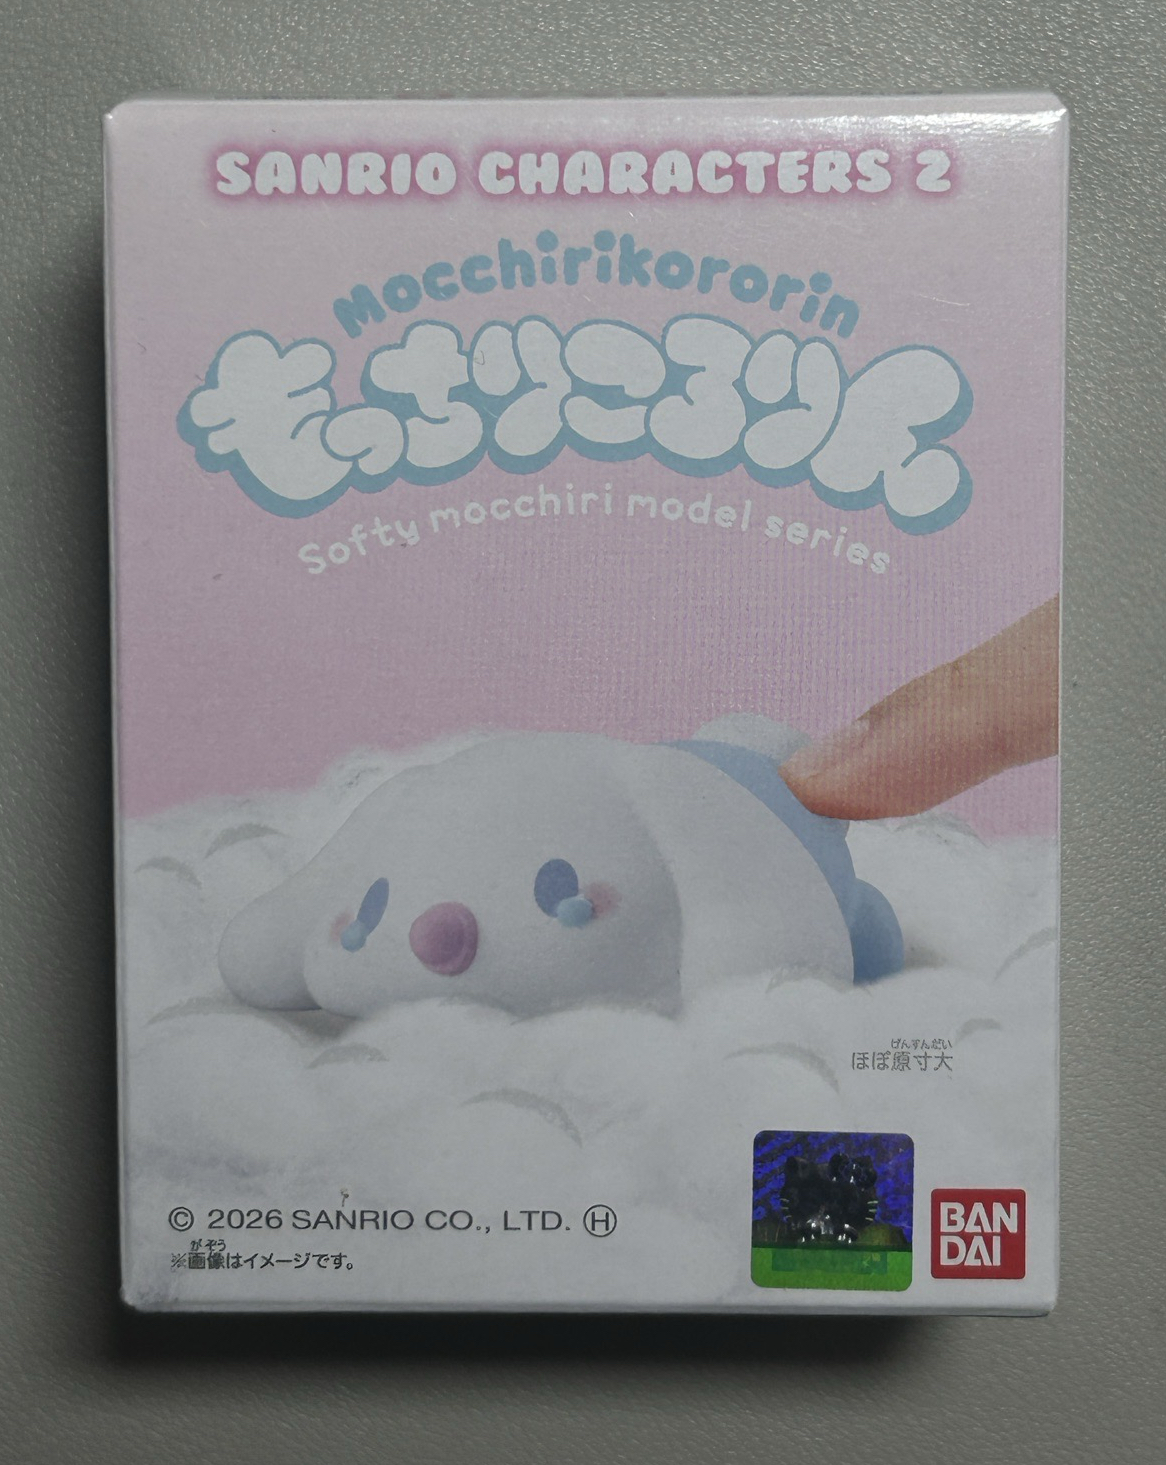 SANRIO CHARACTERS 2
Mocchirikororin
もっちりころりん
Softy mocchiri model series
げんすんだい
ほぼ原寸大
© 2026 SANRIO CO., LTD. Ⓗ
がぞう
※画像はイメージです。
BAN
DAI